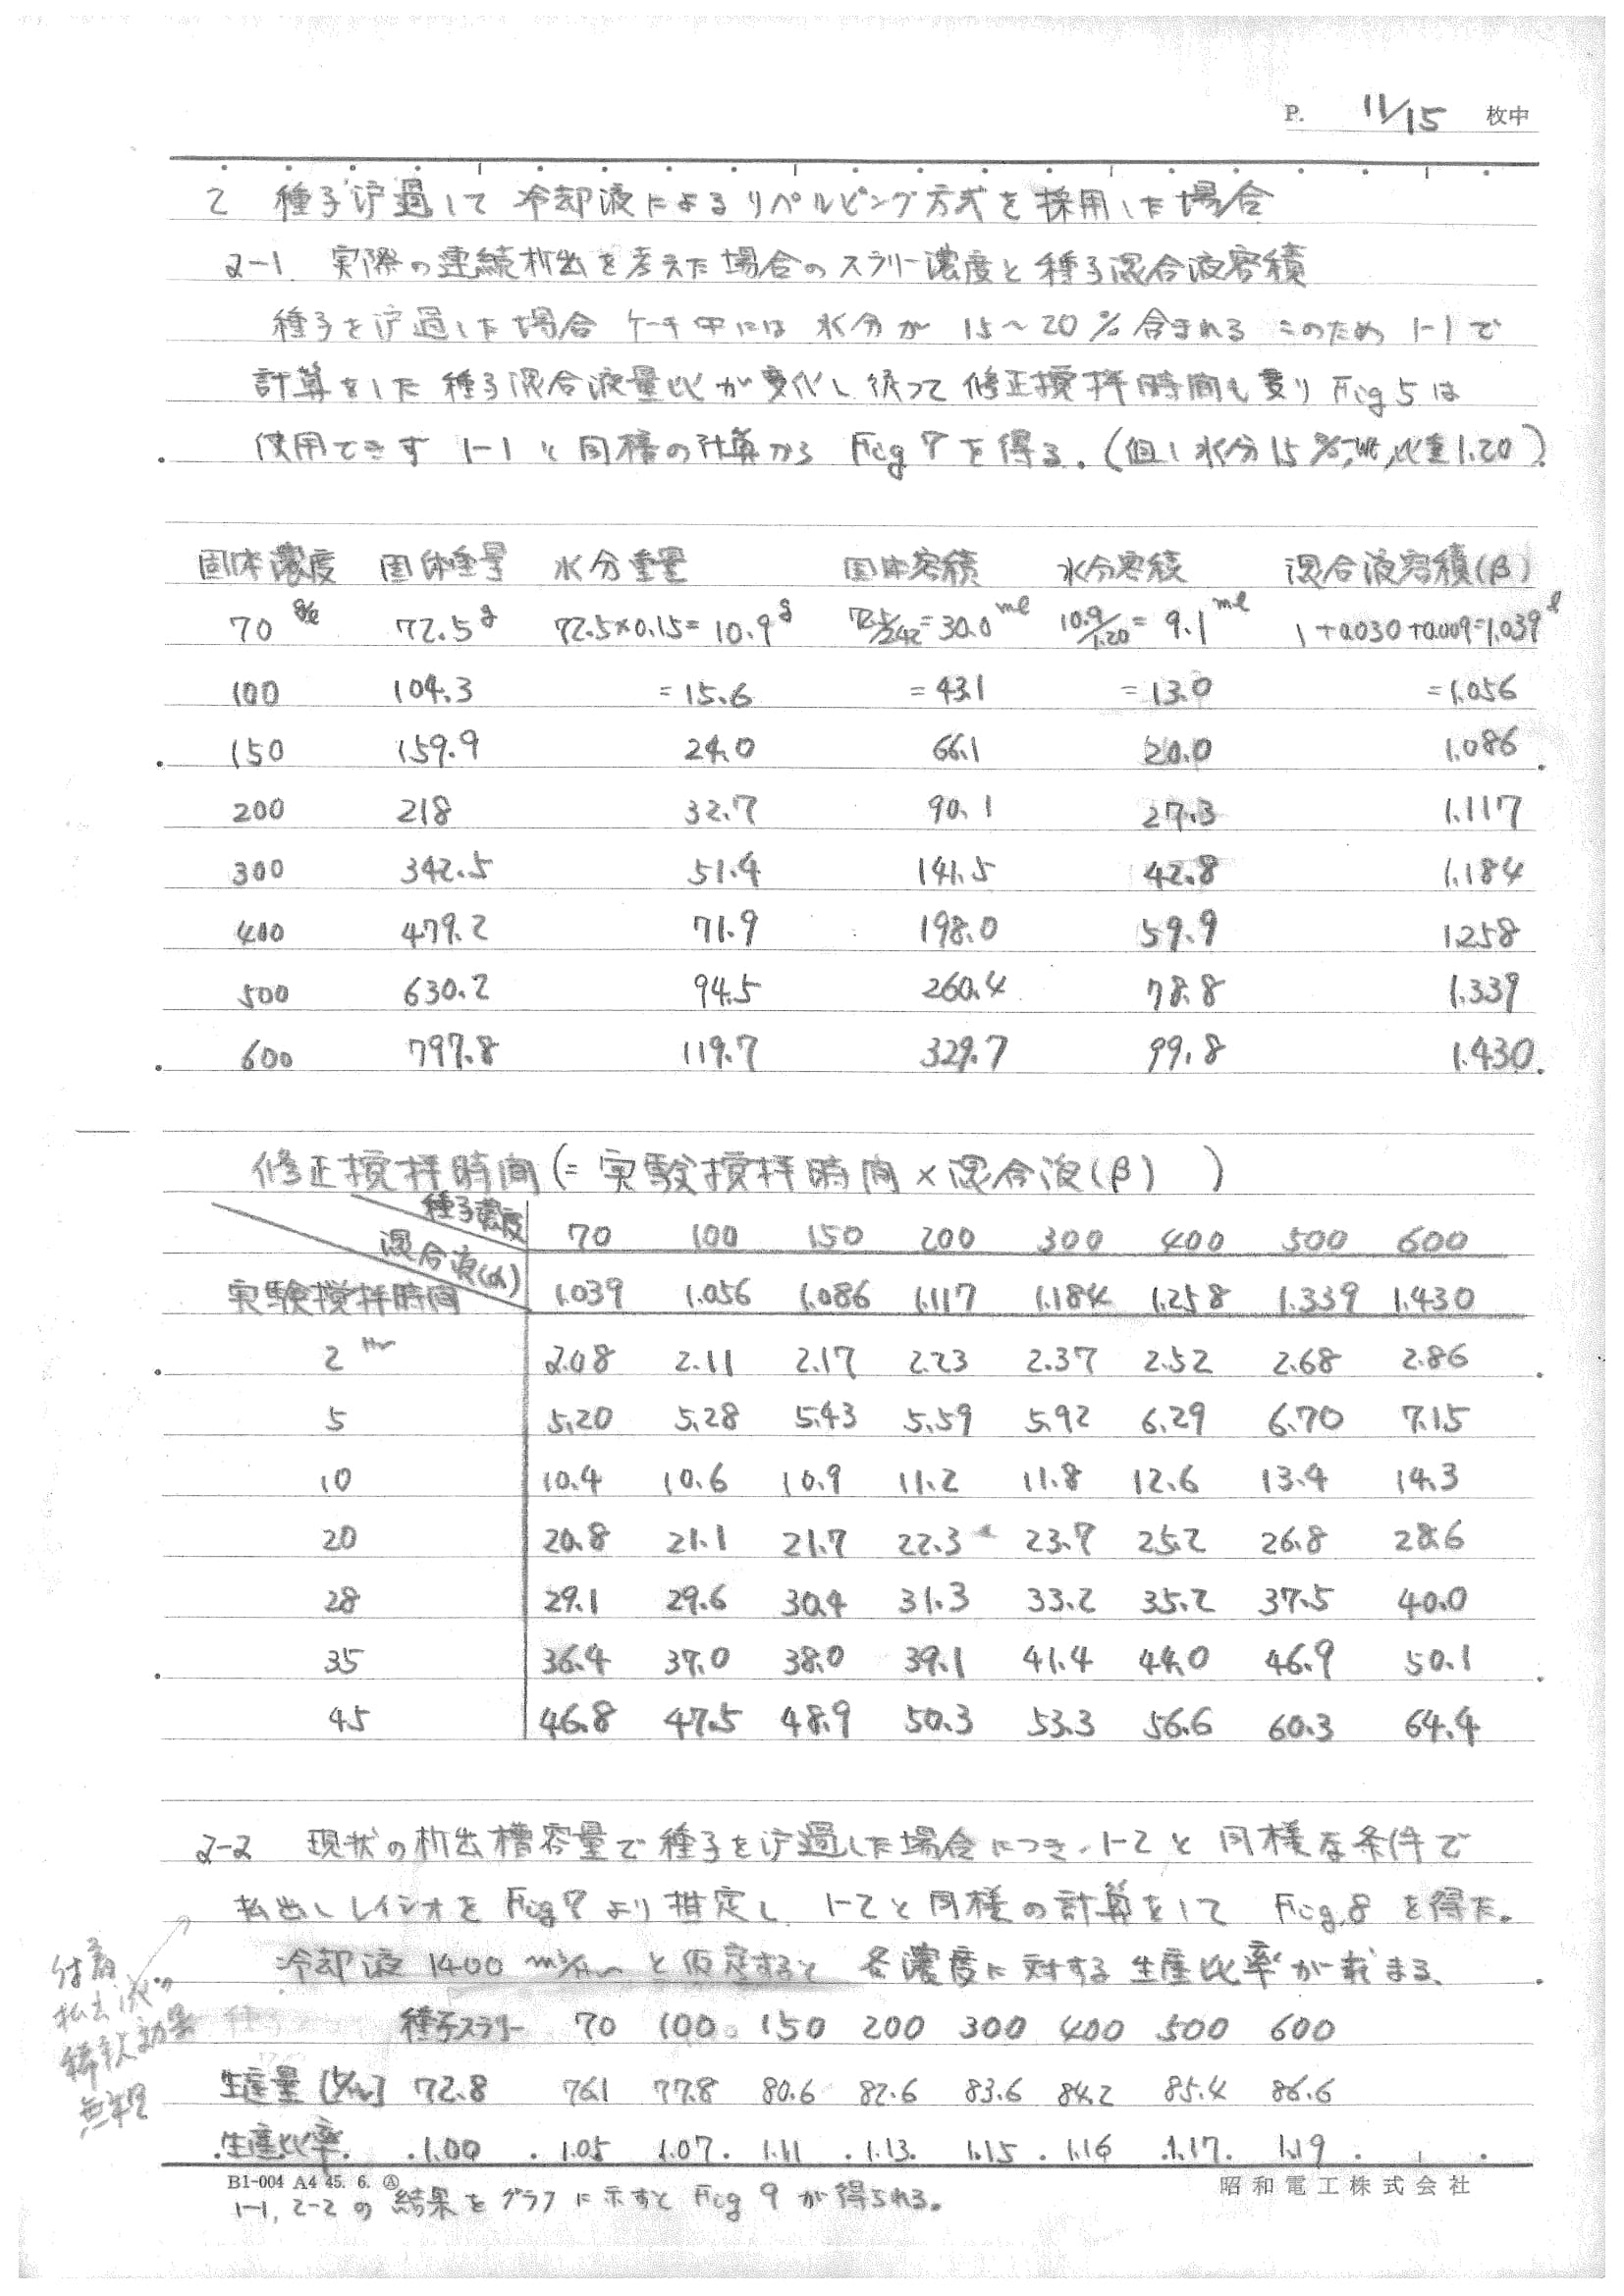 P. 11/15 枚中
2 種子沪過して冷却液によるリパルピング方式を採用した場合
2-1 実際の連続析出を考えた場合のスラリー濃度と種子混合液容積
種子を沪過した場合 ケーキ中には水分が 15~20%含まれる このため 1-1で
計算をした種子混合液量比が変化し従って修正攪拌時間も変り Fig 5は
使用できず 1-1と同様の計算から Fig 7を得る。(但し水分15%wt,比重1.20)
固体濃度 固体重量 水分重量 固体容積 水分容積 混合液容積(β)
70 g/l 72.5g 72.5×0.15=10.9g 72.5/2.42=30.0ml 10.9/1.20=9.1ml 1+0.030+0.009=1.039l
100 104.3 =15.6 =43.1 =13.0 =1.056
150 159.9 24.0 66.1 20.0 1.086
200 218 32.7 90.1 27.3 1.117
300 342.5 51.4 141.5 42.8 1.184
400 479.2 71.9 198.0 59.9 1.258
500 630.2 94.5 260.4 78.8 1.339
600 797.8 119.7 329.7 99.8 1.430
修正攪拌時間(=実験攪拌時間×混合液(β) )
種子濃度 70 100 150 200 300 400 500 600
混合液(α)
実験攪拌時間 1.039 1.056 1.086 1.117 1.184 1.258 1.339 1.430
2 Hr 2.08 2.11 2.17 2.23 2.37 2.52 2.68 2.86
5 5.20 5.28 5.43 5.59 5.92 6.29 6.70 7.15
10 10.4 10.6 10.9 11.2 11.8 12.6 13.4 14.3
20 20.8 21.1 21.7 22.3 23.7 25.2 26.8 28.6
28 29.1 29.6 30.4 31.3 33.2 35.2 37.5 40.0
35 36.4 37.0 38.0 39.1 41.4 44.0 46.9 50.1
45 46.8 47.5 48.9 50.3 53.3 56.6 60.3 64.4
2-2 現状の析出槽容量で種子を沪過した場合につき、1-2と同様な条件で
払出しレイシオを Fig 7より推定し 1-2と同様の計算をして Fig 8を得た。
冷却液 1400 m³/Hr と仮定すると 各濃度に対する生産比率が求まる、
種子スラリー 70 100 150 200 300 400 500 600
生産量 [t/Hr] 72.8 76.1 77.8 80.6 82.6 83.6 84.2 85.4 86.6
生産比率 1.00 1.05 1.07 1.11 1.13 1.15 1.16 1.17 1.19
B1-004 A4 45. 6. Ⓐ 昭和電工株式会社
1-1, 2-2の結果をグラフに示すと Fig 9が得られる。